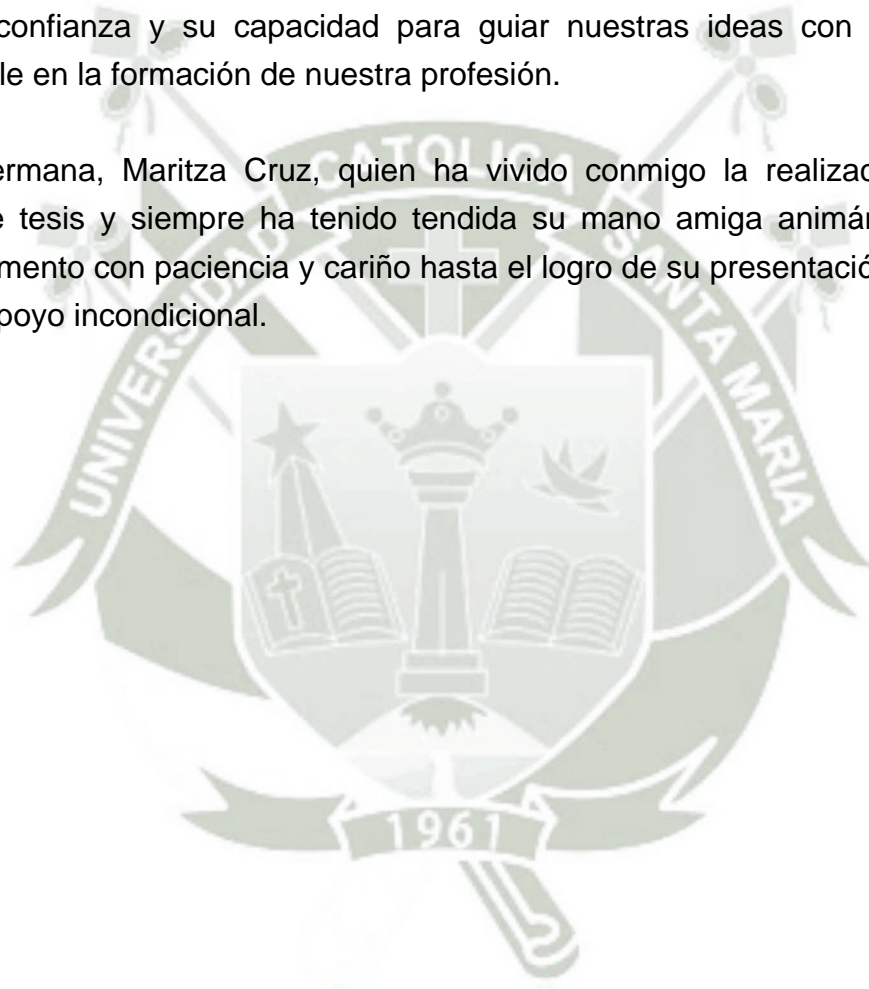 confianza y su capacidad para guiar nuestras ideas con
le en la formación de nuestra profesión.
ermana, Maritza Cruz, quien ha vivido conmigo la realizac
e tesis y siempre ha tenido tendida su mano amiga animár
mento con paciencia y cariño hasta el logro de su presentació
poyo incondicional.
UNIVERSIDAD CATOLICA SANTA MARIA
1961